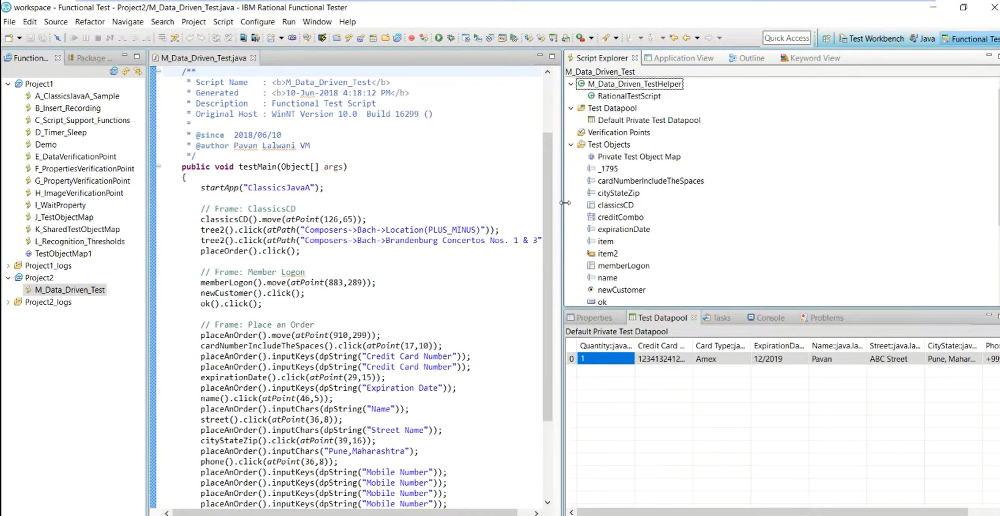 workspace - Functional Test - Project2/M_Data_Driven_Test.java - IBM Rational Functional Tester
File Edit Source Refactor Navigate Search Project Script Configure Run Window Help
Quick Access Test Workbench Java Functional Tes
Function... Package ...
Project1
A_ClassicsJavaA_Sample
B_Insert_Recording
C_Script_Support_Functions
D_Timer_Sleep
Demo
E_DataVerificationPoint
F_PropertiesVerificationPoint
G_PropertyVerificationPoint
H_ImageVerificationPoint
I_WaitProperty
J_TestObjectMap
K_SharedTestObjectMap
L_Recognition_Thresholds
TestObjectMap1
Project1_logs
Project2
M_Data_Driven_Test
Project2_logs
M_Data_Driven_Test.java
/**
* Script Name : <b>M_Data_Driven_Test</b>
* Generated : <b>10-Jun-2018 4:18:12 PM</b>
* Description : Functional Test Script
* Original Host : WinNT Version 10.0 Build 16299 ()
*
* @since 2018/06/10
* @author Pavan Lalwani VM
*/
public void testMain(Object[] args)
{
startApp("ClassicsJavaA");
// Frame: ClassicsCD
classicsCD().move(atPoint(126,65));
tree2().click(atPath("Composers->Bach->Location(PLUS_MINUS)"));
tree2().click(atPath("Composers->Bach->Brandenburg Concertos Nos. 1 & 3"
placeOrder().click();
// Frame: Member Logon
memberLogon().move(atPoint(883,289));
newCustomer().click();
ok().click();
// Frame: Place an Order
placeAnOrder().move(atPoint(910,299));
cardNumberIncludeTheSpaces().click(atPoint(17,10));
placeAnOrder().inputKeys(dpString("Credit Card Number"));
placeAnOrder().inputKeys(dpString("Credit Card Number"));
expirationDate().click(atPoint(29,15));
placeAnOrder().inputKeys(dpString("Expiration Date"));
name().click(atPoint(46,5));
placeAnOrder().inputChars(dpString("Name"));
street().click(atPoint(36,8));
placeAnOrder().inputChars(dpString("Street Name"));
cityStateZip().click(atPoint(39,16));
placeAnOrder().inputChars("Pune,Maharashtra");
phone().click(atPoint(36,8));
placeAnOrder().inputKeys(dpString("Mobile Number"));
placeAnOrder().inputKeys(dpString("Mobile Number"));
placeAnOrder().inputKeys(dpString("Mobile Number"));
placeAnOrder().inputKeys(dpString("Mobile Number"));
Script Explorer Application View Outline Keyword View
M_Data_Driven_Test
M_Data_Driven_TestHelper
RationalTestScript
Test Datapool
Default Private Test Datapool
Verification Points
Test Objects
Private Test Object Map
_1795
cardNumberIncludeTheSpaces
cityStateZip
classicsCD
creditCombo
expirationDate
item
item2
memberLogon
name
newCustomer
ok
Properties Test Datapool Tasks Console Problems
Default Private Test Datapool
Quantity::java... Credit Card ... Card Type::ja... ExpirationDa... Name::java.la... Street::java.la... CityState::jav... Pho
0 1 1234132412... Amex 12/2019 Pavan ABC Street Pune, Mahar... +99